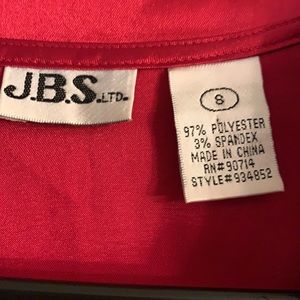 J.B.S. LTD.
S
97% POLYESTER
3% SPANDEX
MADE IN CHINA
RN#90714
STYLE#934852